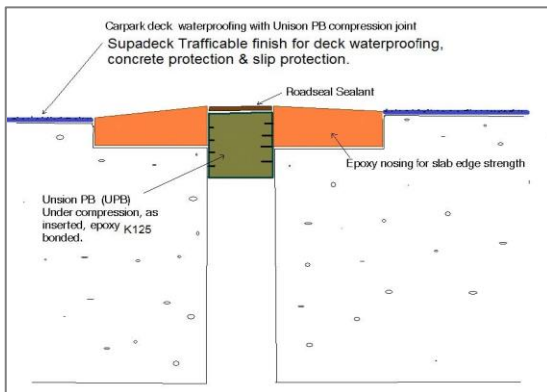 Carpark deck waterproofing with Unison PB compression joint
Supadeck Trafficable finish for deck waterproofing,
concrete protection & slip protection.
Roadseal Sealant
Epoxy nosing for slab edge strength
Unsion PB (UPB)
Under compression, as
inserted, epoxy K125
bonded.